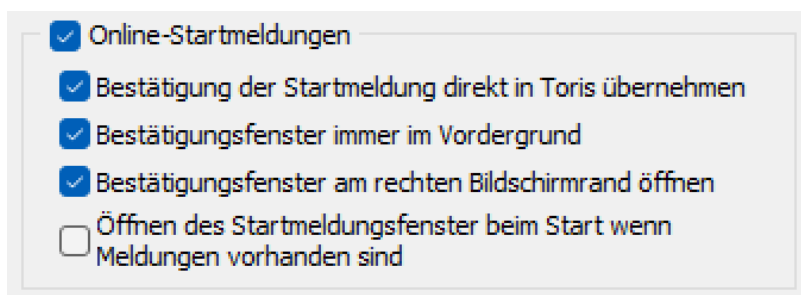 Online-Startmeldungen
Bestätigung der Startmeldung direkt in Toris übernehmen
Bestätigungsfenster immer im Vordergrund
Bestätigungsfenster am rechten Bildschirmrand öffnen
Öffnen des Startmeldungsfenster beim Start wenn
Meldungen vorhanden sind